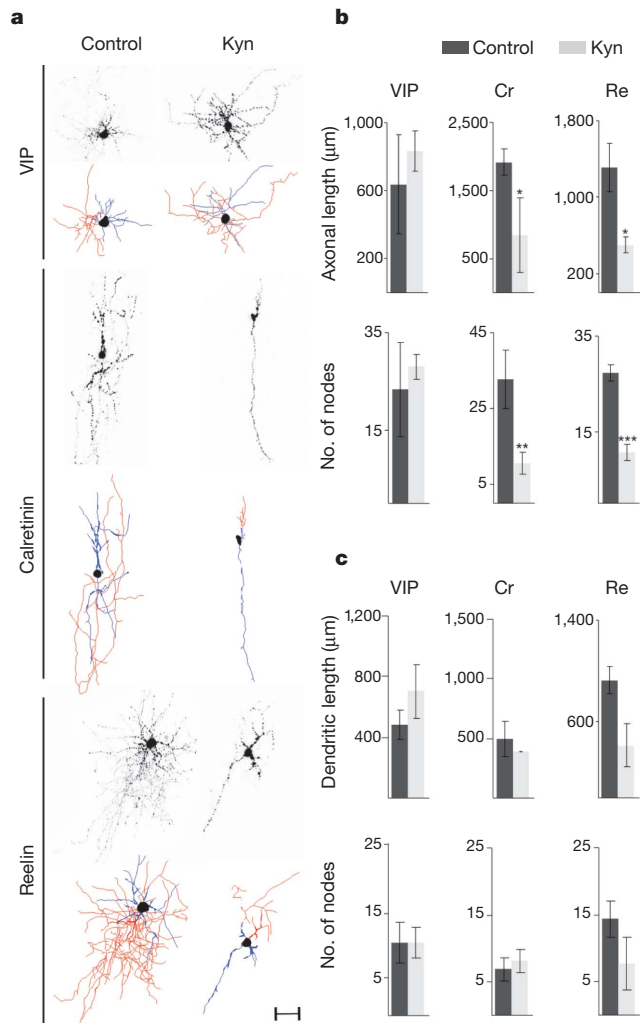 a
Control Kyn
VIP
Calretinin
Reelin
b
Control Kyn
VIP Cr Re
Axonal length (μm)
1,000
600
200
2,500
1,500
500
*
1,800
1,000
200
*
No. of nodes
35
15
45
25
5
**
35
15
***
c
VIP Cr Re
Dendritic length (μm)
1,200
800
400
1,500
1,000
500
1,400
600
No. of nodes
25
15
5
25
15
5
25
15
5